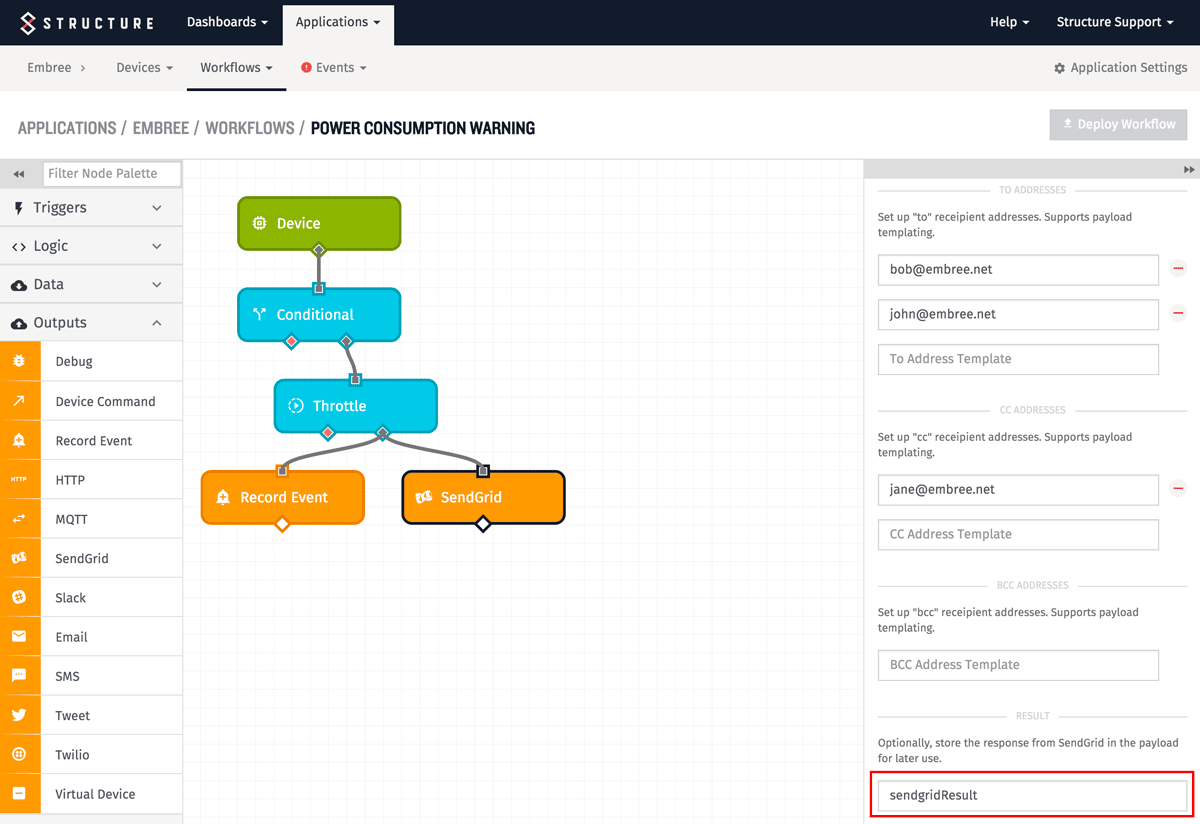 STRUCTURE
Dashboards
Applications
Help
Structure Support
Embree
Devices
Workflows
Events
Application Settings
APPLICATIONS / EMBREE / WORKFLOWS / POWER CONSUMPTION WARNING
Deploy Workflow
Filter Node Palette
Triggers
Logic
Data
Outputs
Debug
Device Command
Record Event
HTTP
HTTP
MQTT
SendGrid
Slack
Email
SMS
Tweet
Twilio
Virtual Device
Device
Conditional
Throttle
Record Event
SendGrid
TO ADDRESSES
Set up "to" receipient addresses. Supports payload
templating.
bob@embree.net
john@embree.net
To Address Template
CC ADDRESSES
Set up "cc" receipient addresses. Supports payload
templating.
jane@embree.net
CC Address Template
BCC ADDRESSES
Set up "bcc" receipient addresses. Supports payload
templating.
BCC Address Template
RESULT
Optionally, store the response from SendGrid in the payload
for later use.
sendgridResult